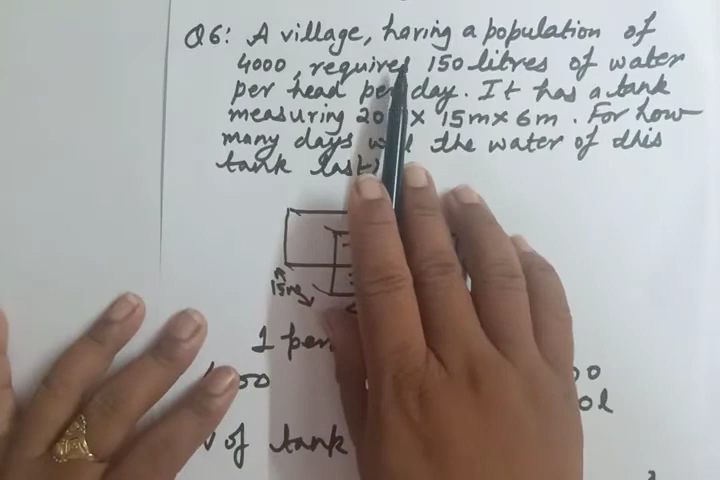 Q6: A village, having a population of
4000, requires 150 litres of water
per head per day. It has a tank
measuring 20 × 15m × 6m. For how
many days the water of this
tank last
15m
1 per
of tank